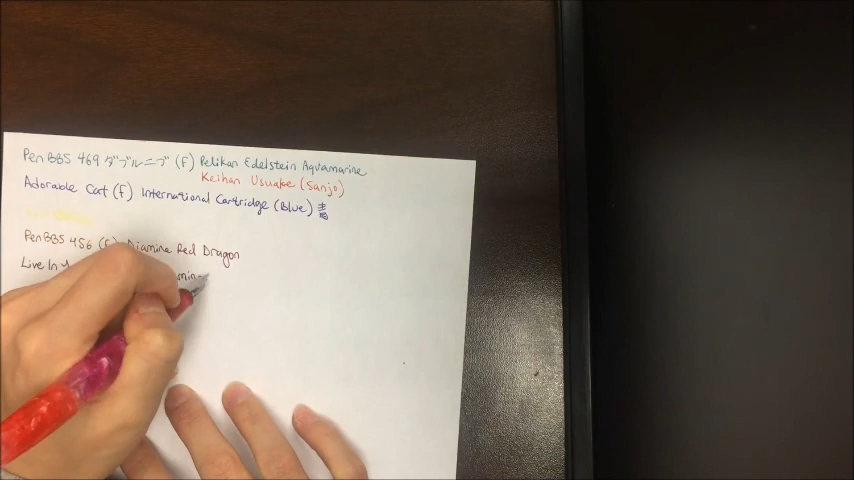 PenBBS 469 ダブルニブ (F) Pelikan Edelstein Aquamarine
Keihan Usuake (Sanjo)
Adorable Cat (F) International Cartridge (Blue) 青
PenBBS 456 (F) Diamine Red Dragon
Live In